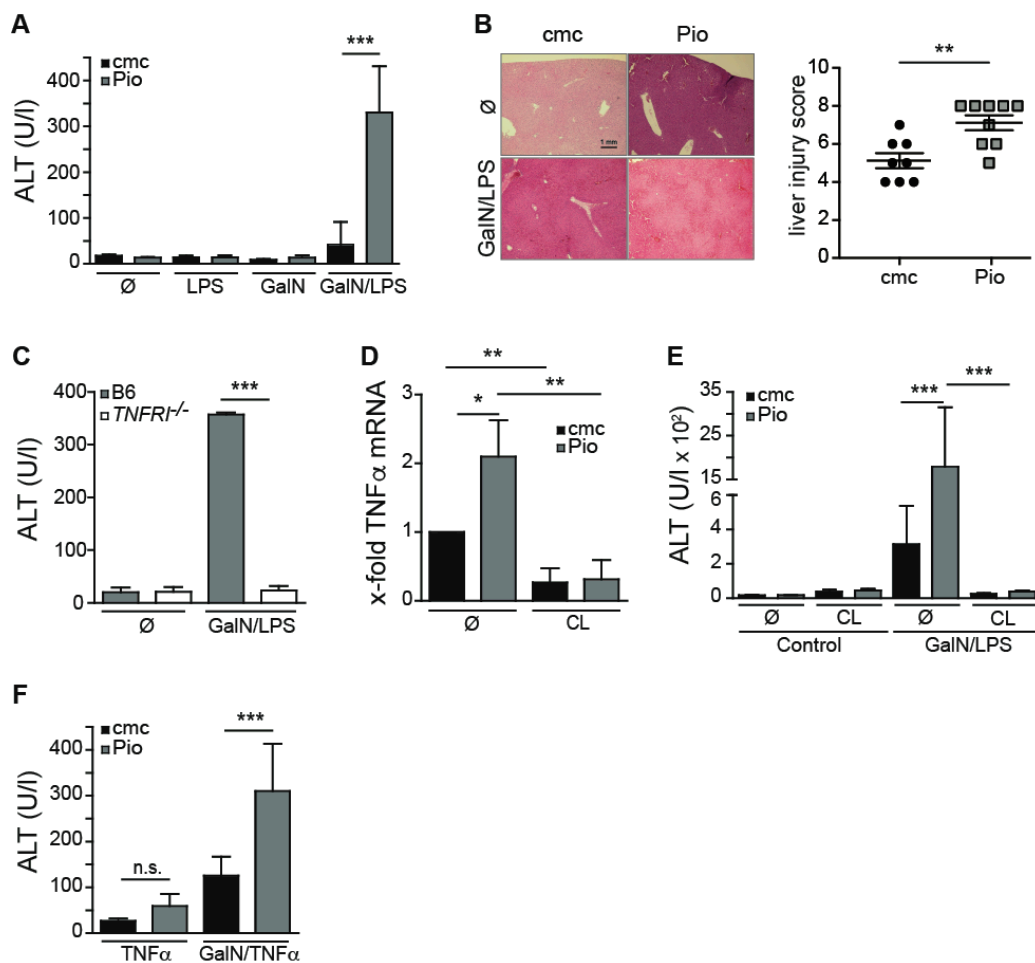 A
***
cmc
Pio
ALT (U/l)
400
300
200
100
0
Ø LPS GalN GalN/LPS
B
cmc Pio
Ø
1 mm
GalN/LPS
**
liver injury score
10
8
6
4
2
0
cmc Pio
C
B6
TNFRI-/-
***
ALT (U/l)
400
300
200
100
0
Ø GalN/LPS
D
**
**
*
cmc
Pio
x-fold TNFα mRNA
3
2
1
0
Ø CL
E
cmc
Pio
*** ***
ALT (U/l x 10²)
35
25
15
6
4
2
0
Ø CL Ø CL
Control GalN/LPS
F
cmc
Pio
***
n.s.
ALT (U/l)
400
300
200
100
0
TNFα GalN/TNFα